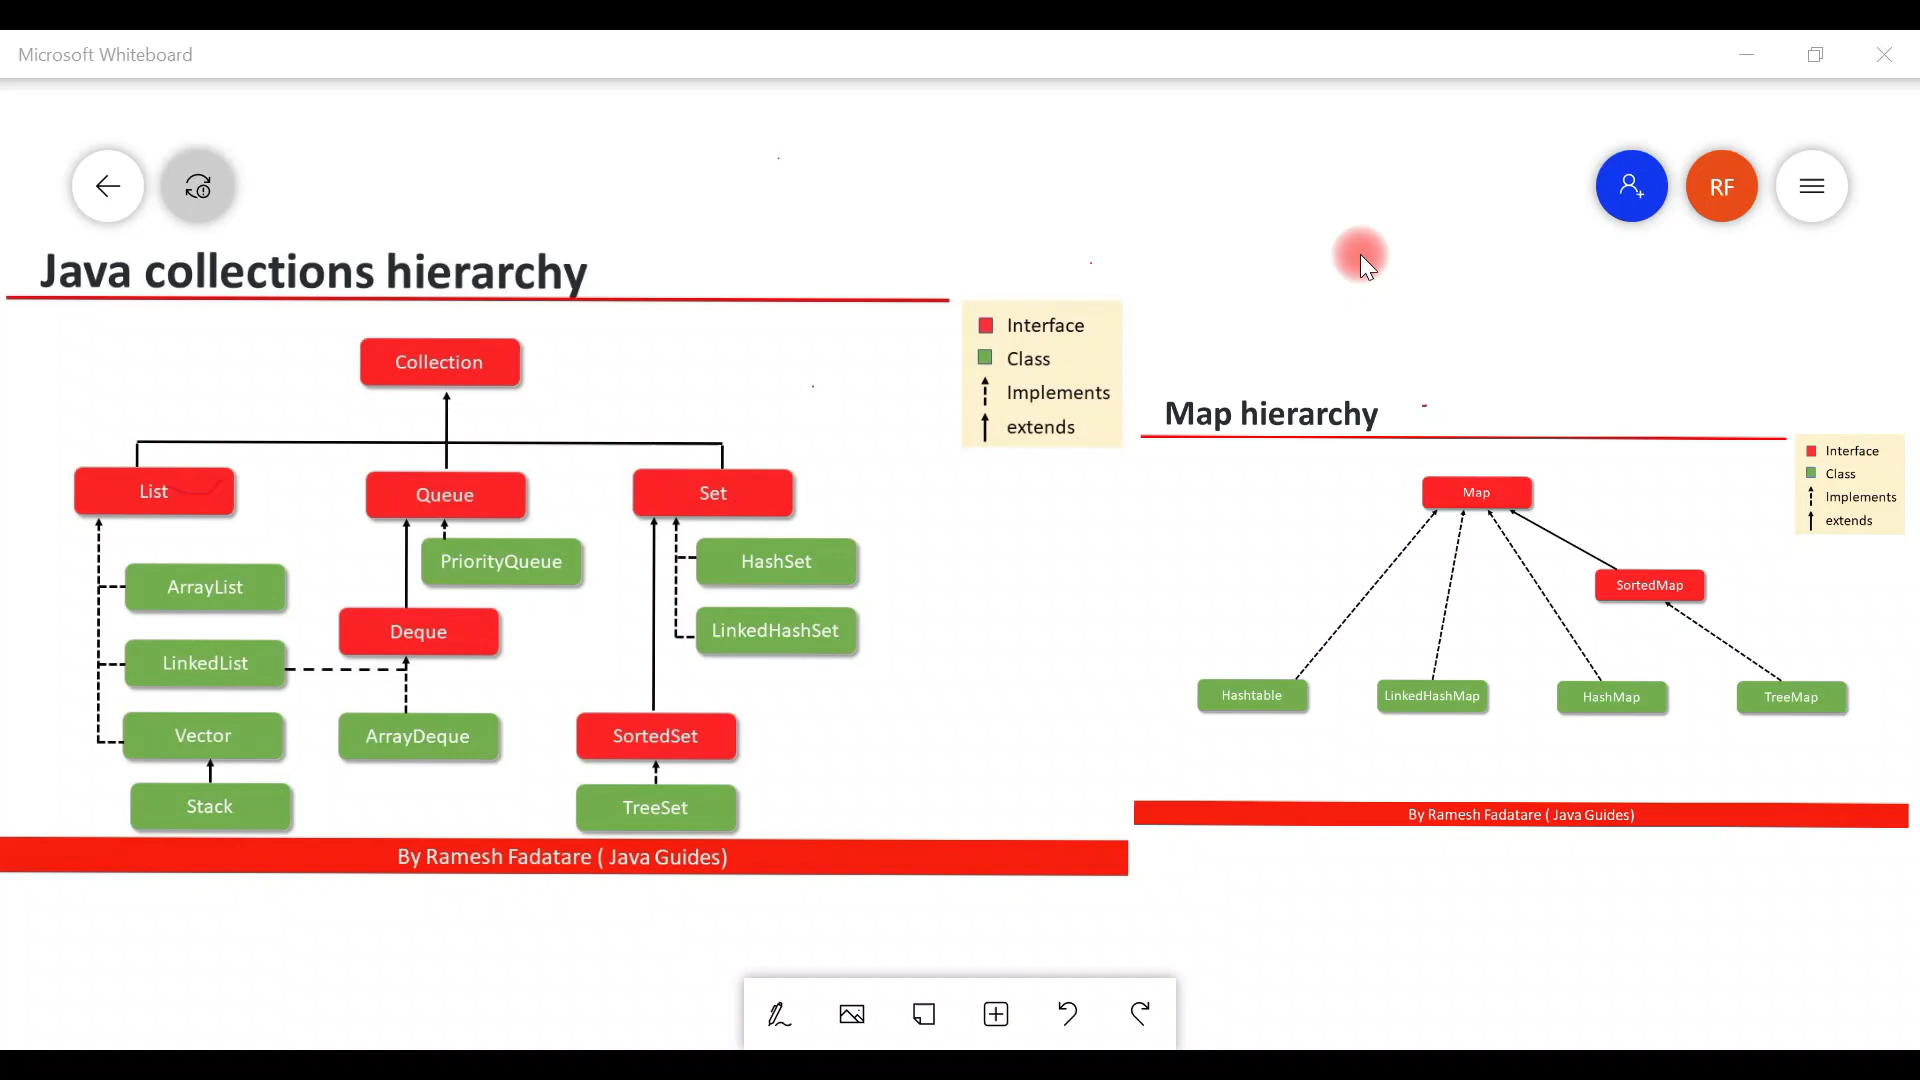 Microsoft Whiteboard
RF
Java collections hierarchy
Interface
Class
Implements
extends
Collection
List
Queue
Set
PriorityQueue
HashSet
ArrayList
Deque
LinkedHashSet
LinkedList
Vector
ArrayDeque
SortedSet
Stack
TreeSet
By Ramesh Fadatare ( Java Guides)
Map hierarchy
Interface
Class
Implements
extends
Map
SortedMap
Hashtable
LinkedHashMap
HashMap
TreeMap
By Ramesh Fadatare ( Java Guides)